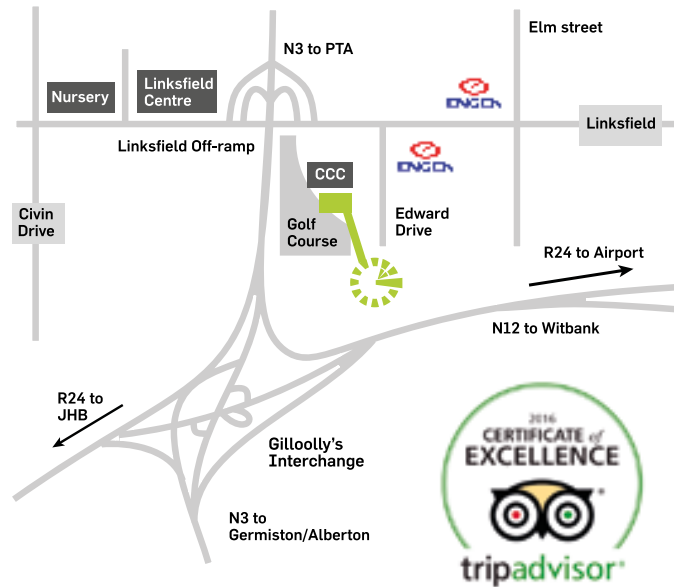 Elm street
N3 to PTA
Linksfield
Centre
Nursery
ENGEN
Linksfield
Linksfield Off-ramp
ENGEN
CCC
Civin
Drive
Golf
Course
Edward
Drive
R24 to Airport
N12 to Witbank
R24 to
JHB
Gilloolly's
Interchange
N3 to
Germiston/Alberton
2016
CERTIFICATE of
EXCELLENCE
tripadvisor®